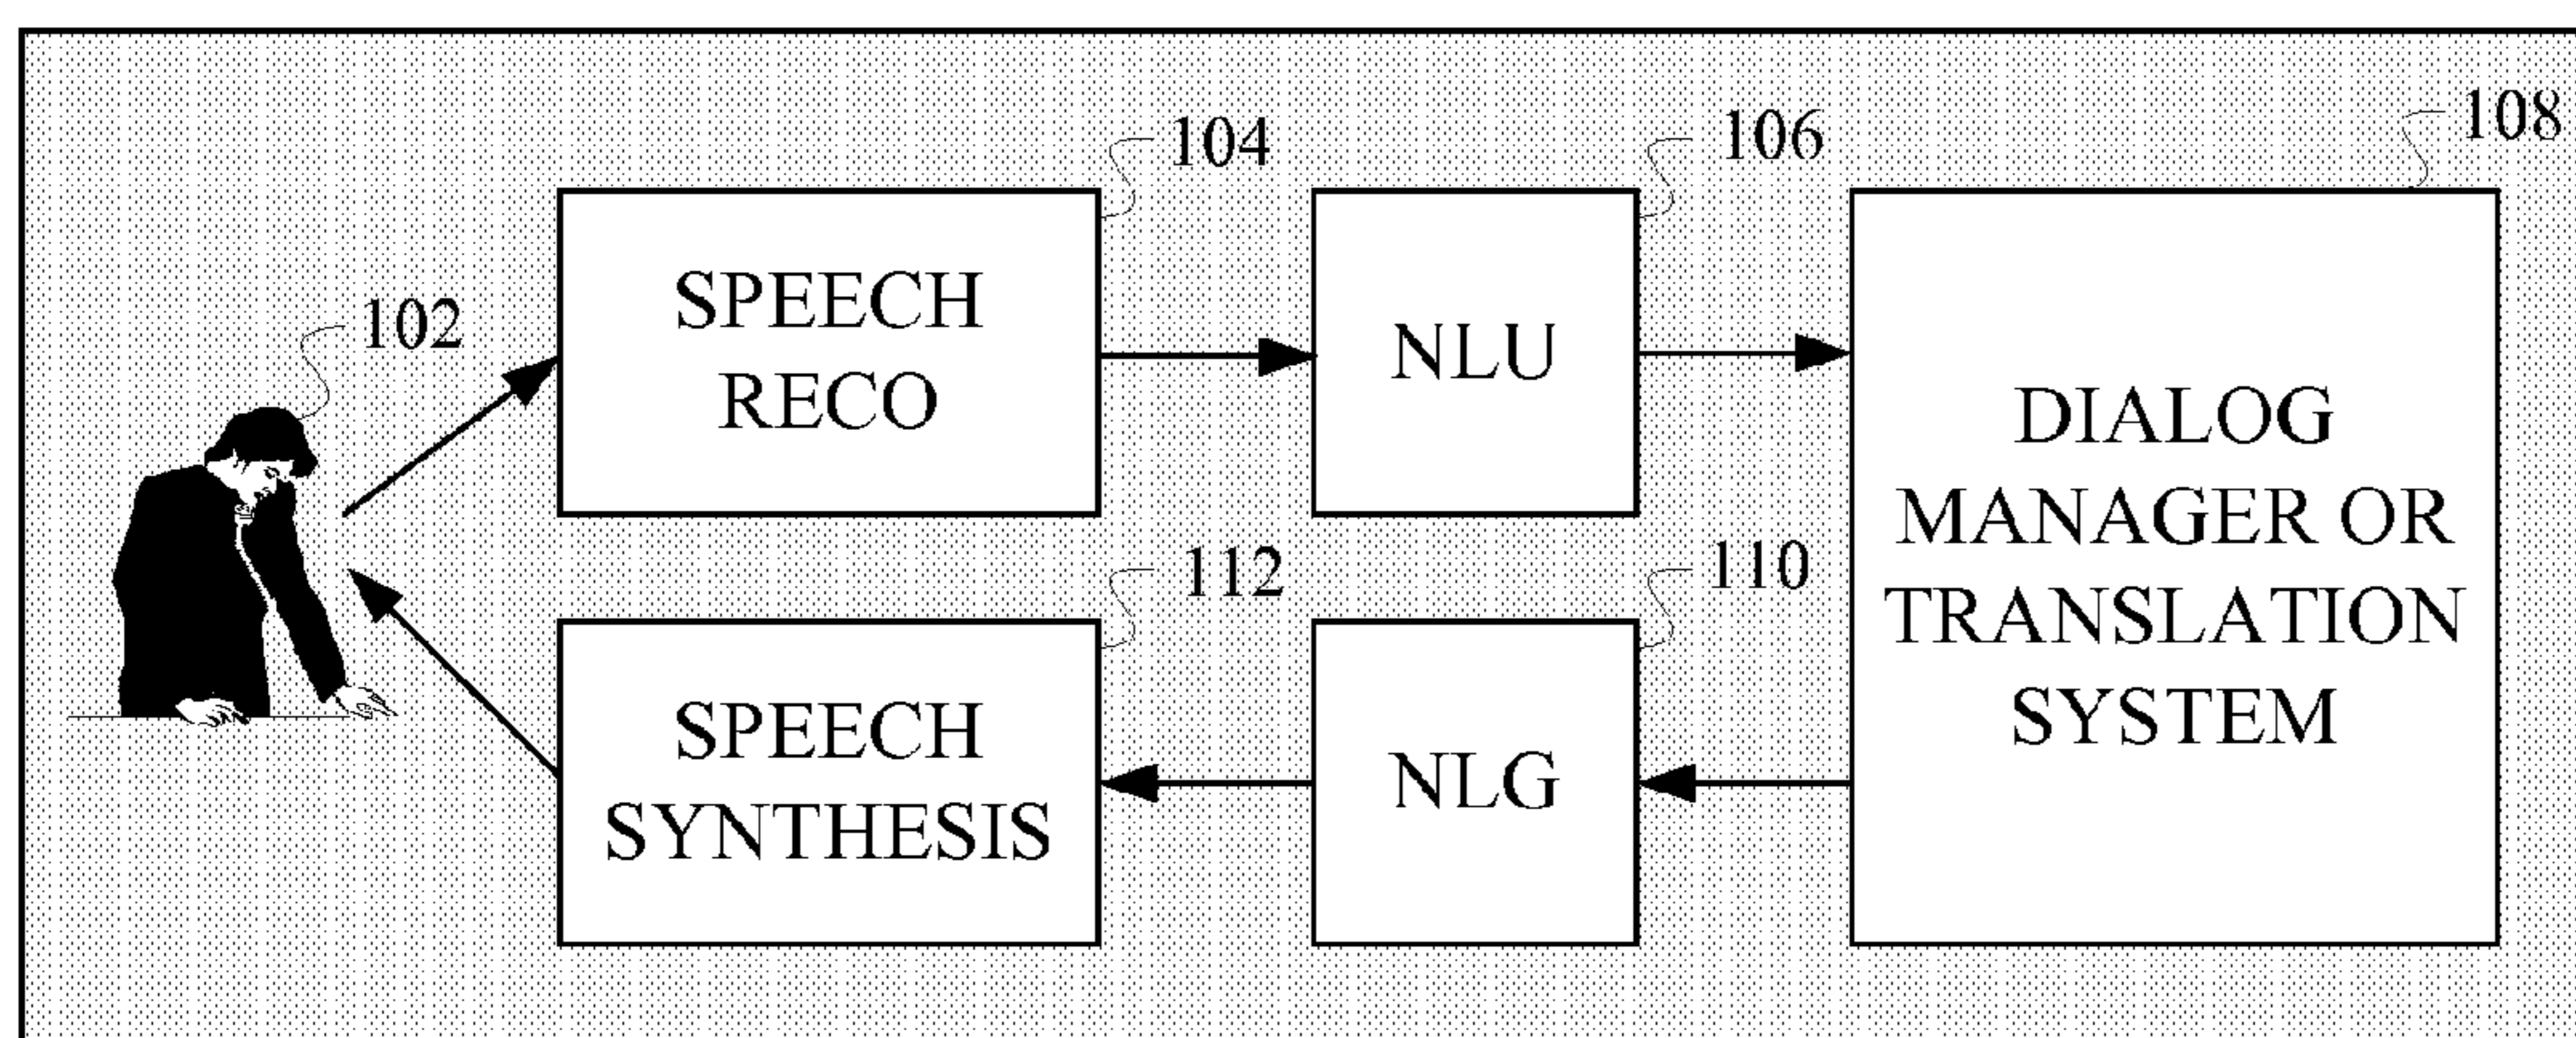 104
106
108
102
SPEECH
RECO
NLU
DIALOG
MANAGER OR
TRANSLATION
SYSTEM
112
110
SPEECH
SYNTHESIS
NLG